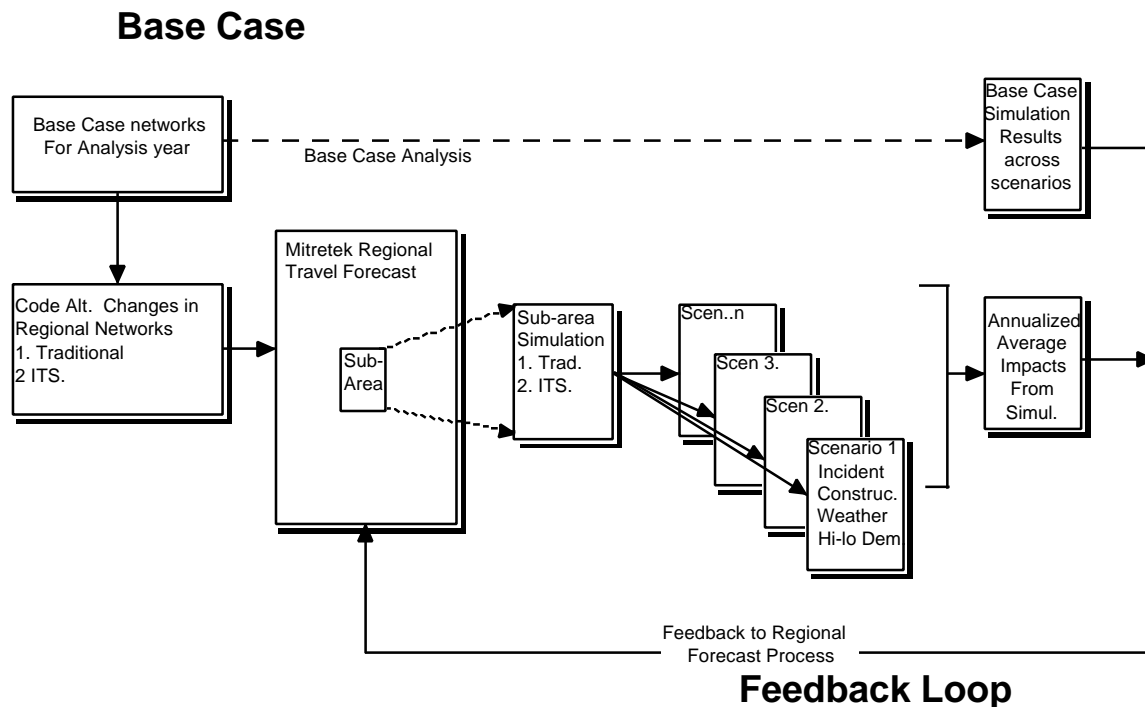 Base Case
Base Case networks
For Analysis year
Base Case Analysis
Base Case
Simulation
Results
across
scenarios
Code Alt. Changes in
Regional Networks
1. Traditional
2 ITS.
Mitretek Regional
Travel Forecast
Sub-
Area
Sub-area
Simulation
1. Trad.
2. ITS.
Scen..n
Scen 3.
Scen 2.
Scenario 1
Incident
Construc.
Weather
Hi-lo Dem
Annualized
Average
Impacts
From
Simul.
Feedback to Regional
Forecast Process
Feedback Loop